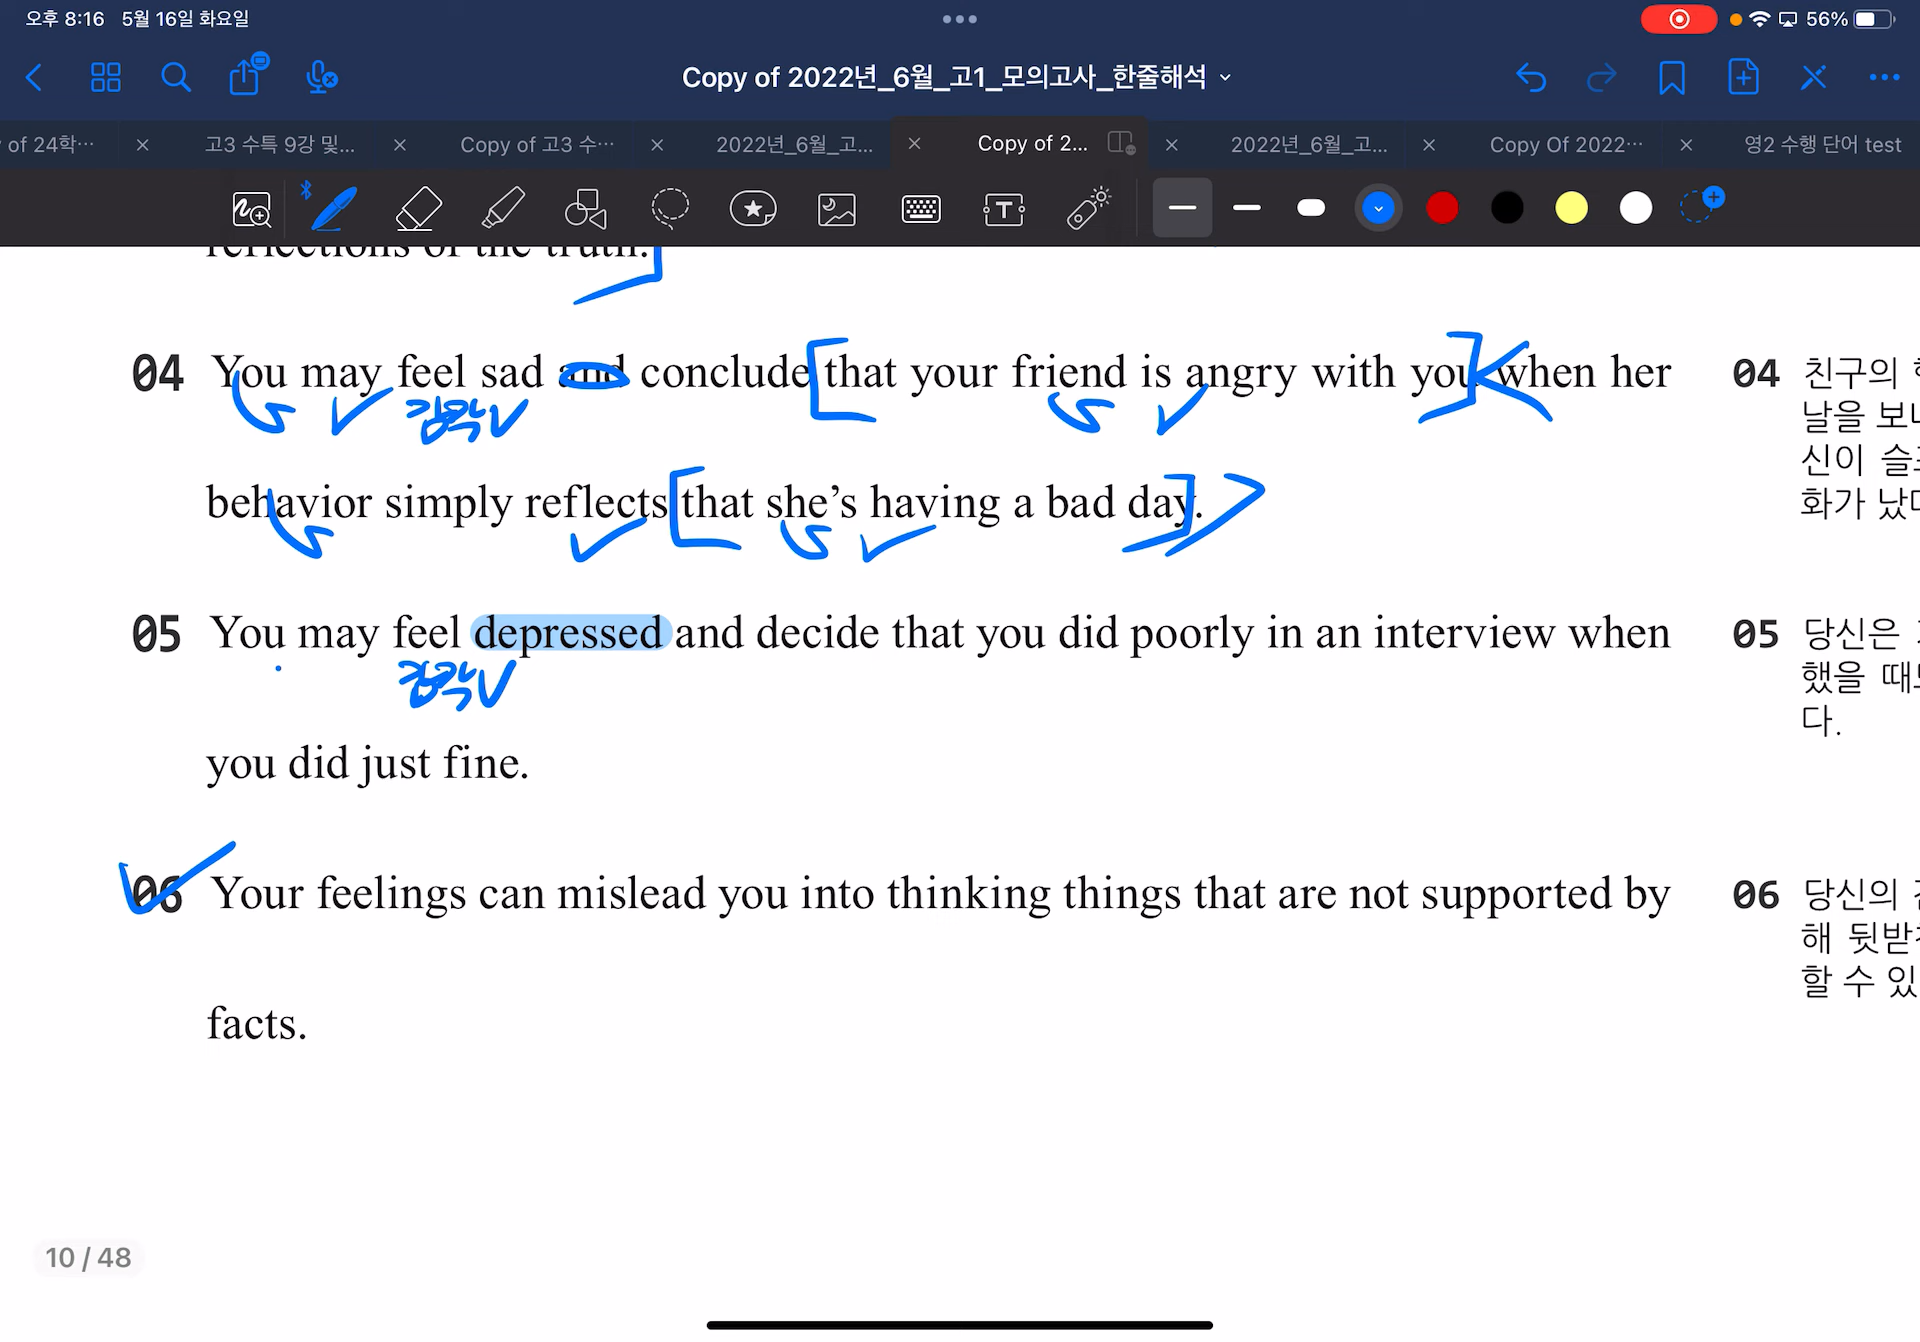 오후 8:16 5월 16일 화요일
56%
Copy of 2022년_6월_고1_모의고사_한줄해석
of 24학… 고3 수특 9강 및... Copy of 고3 수… 2022년_6월_고... Copy of 2... 2022년_6월_고... Copy Of 2022… 영2 수행 단어 test
reflections of the truth.
04 You may feel sad and conclude that your friend is angry with you when her
감각
behavior simply reflects that she's having a bad day.
05 You may feel depressed and decide that you did poorly in an interview when
감각
you did just fine.
06 Your feelings can mislead you into thinking things that are not supported by
facts.
04 친구의
날을 보내
신이 슬
화가 났다
05 당신은
했을 때
다.
06 당신의
해 뒷받
할 수 있
10 / 48